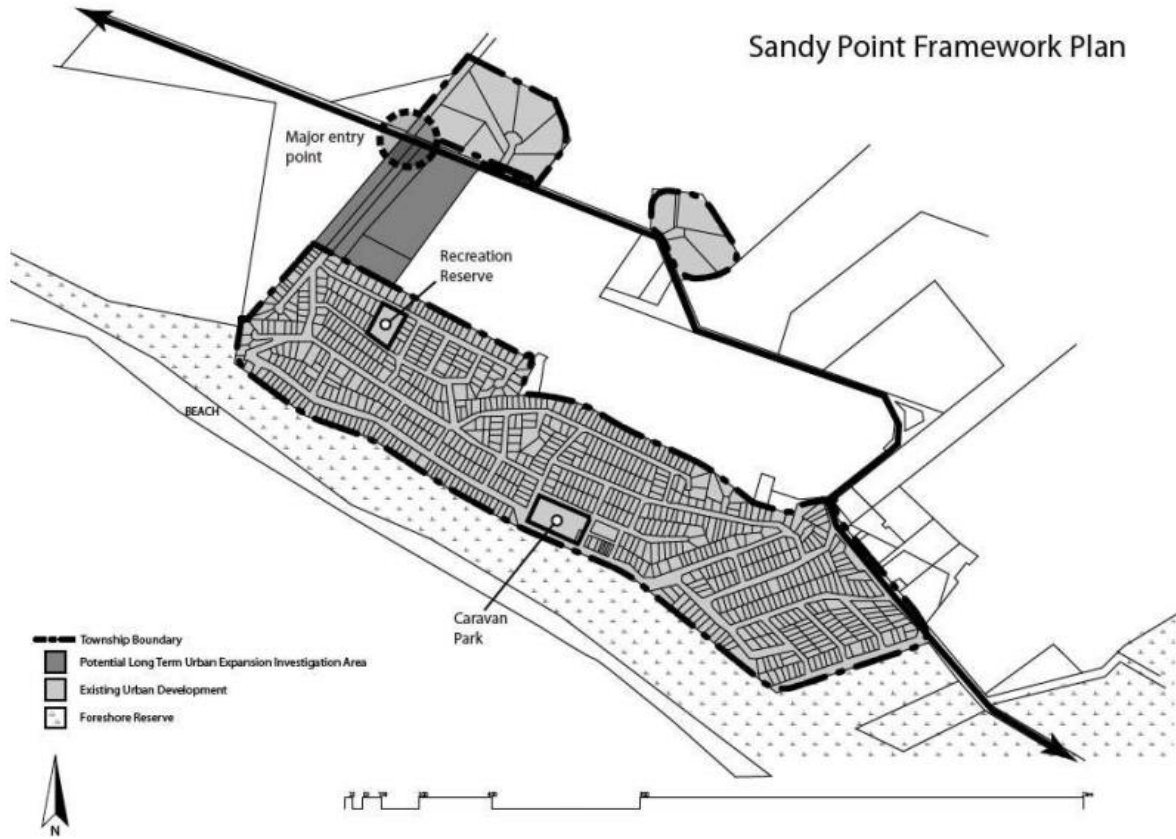 Sandy Point Framework Plan
Major entry
point
Recreation
Reserve
BEACH
Caravan
Park
Township Boundary
Potential Long Term Urban Expansion Investigation Area
Existing Urban Development
Foreshore Reserve
N